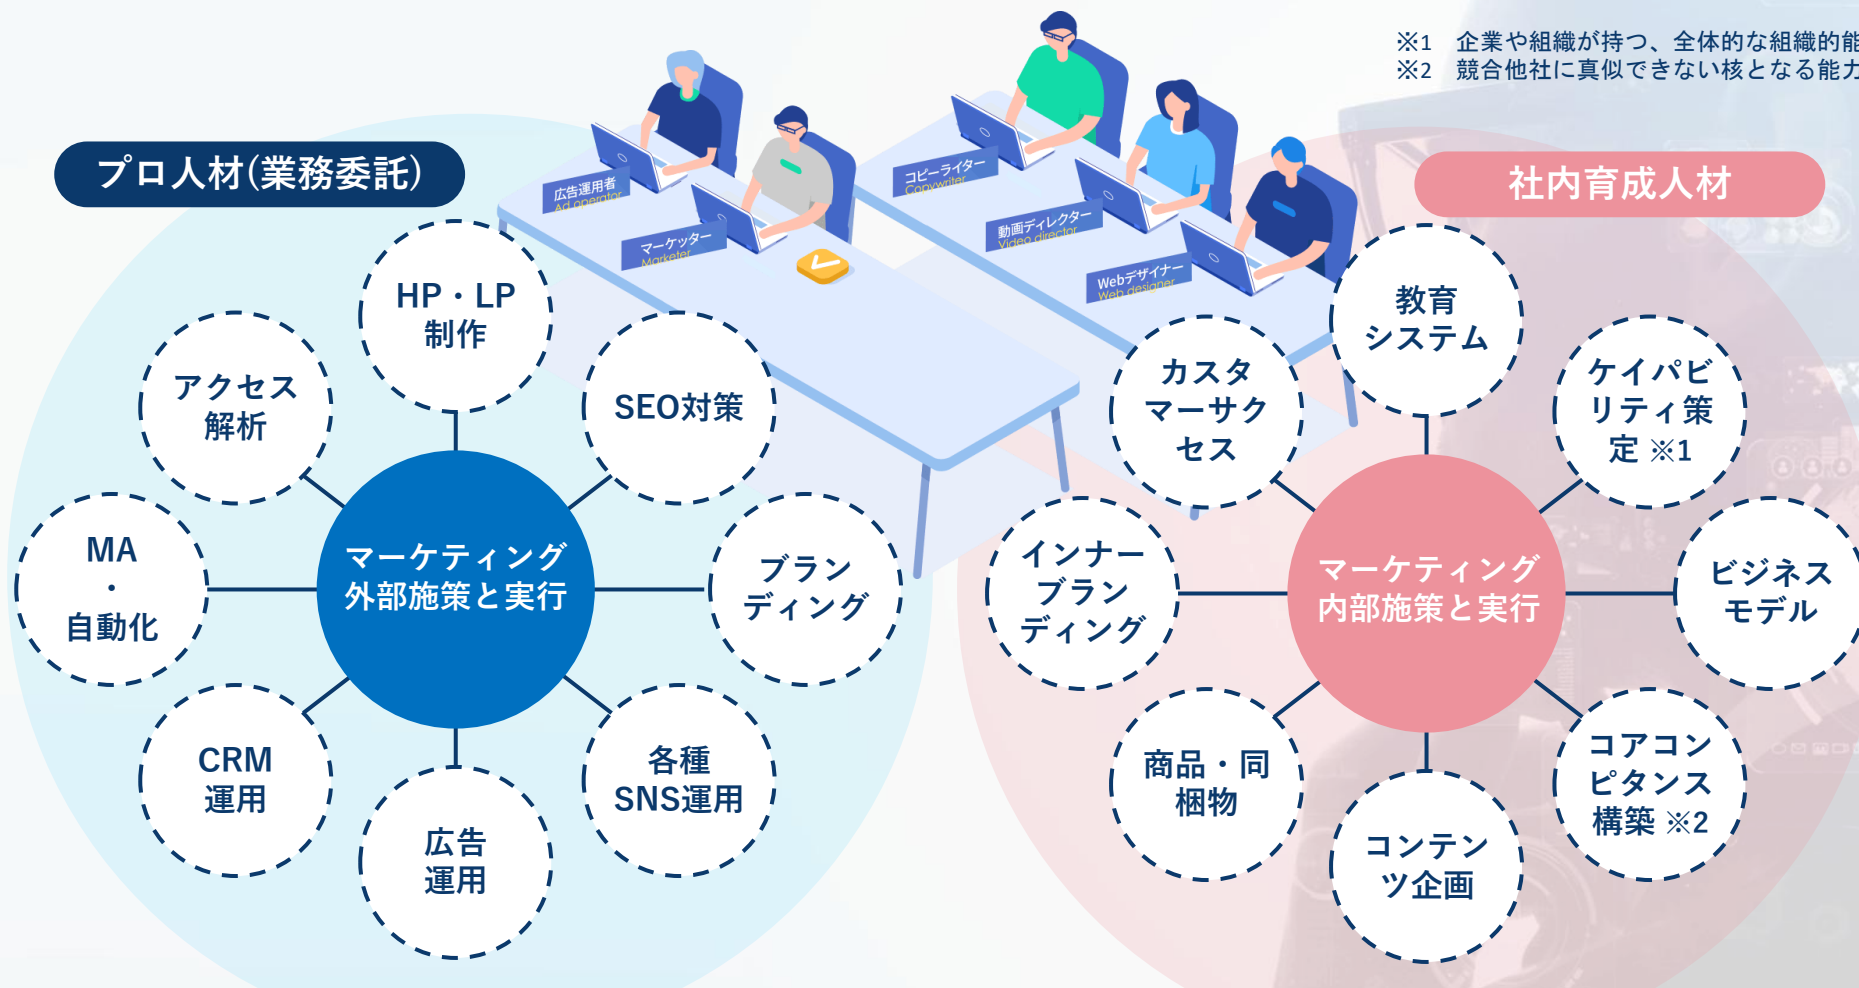 ※1 企業や組織が持つ、全体的な組織的能
※2 競合他社に真似できない核となる能力
プロ人材(業務委託)
広告運用者
Ad operator
マーケッター
Marketer
コピーライター
Copywriter
動画ディレクター
Video director
Webデザイナー
Web designer
HP・LP
制作
SEO対策
ブラン
ディング
各種
SNS運用
広告
運用
CRM
運用
MA
・
自動化
アクセス
解析
マーケティング
外部施策と実行
社内育成人材
教育
システム
ケイパビ
リティ策
定 ※1
ビジネス
モデル
コアコン
ピタンス
構築 ※2
コンテン
ツ企画
商品・同
梱物
インナー
ブラン
ディング
カスタ
マーサク
セス
マーケティング
内部施策と実行